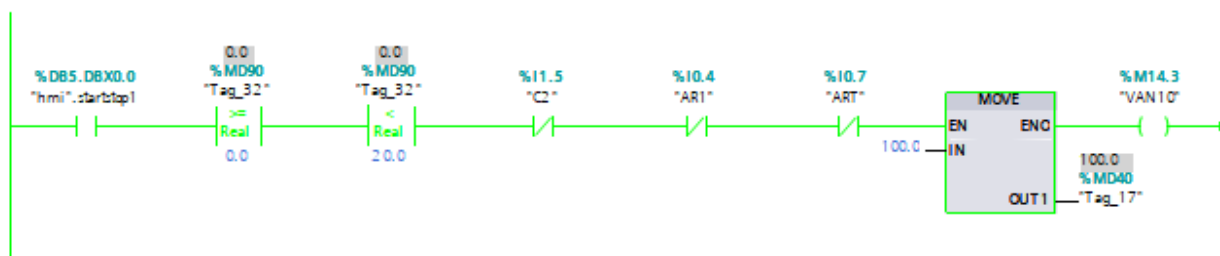 0.0
0.0
%DB5.DBX0.0
%MD90
%MD90
%I1.5
%I0.4
%I0.7
%M14.3
"hmi".startstop1
"Tag_32"
"Tag_32"
"C2"
"AR1"
"ART"
"VAN10"
>=
Real
<
Real
0.0
20.0
MOVE
EN
ENO
100.0
IN
100.0
%MD40
OUT1
"Tag_17"